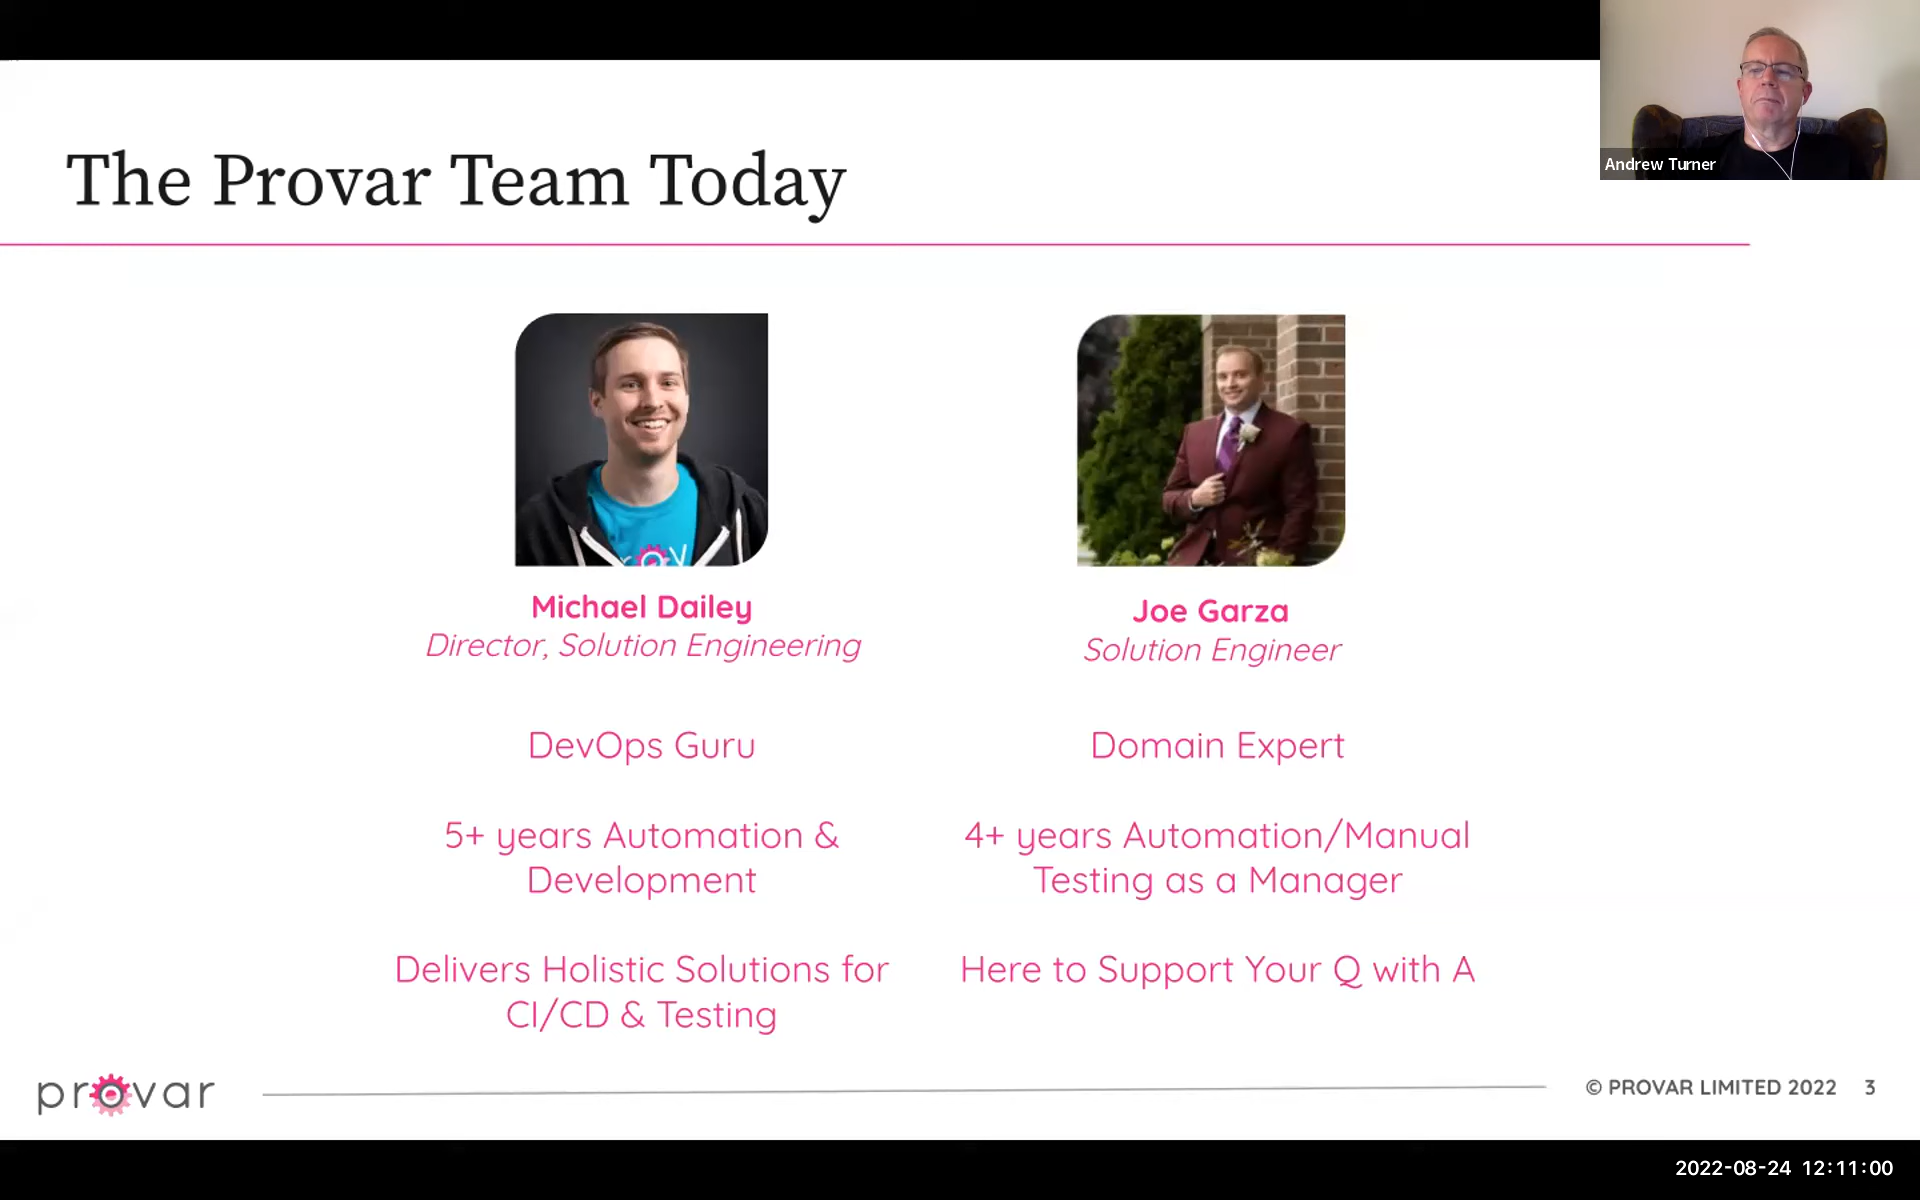 Andrew Turner
The Provar Team Today
Michael Dailey
Director, Solution Engineering
DevOps Guru
5+ years Automation &
Development
Delivers Holistic Solutions for
CI/CD & Testing
Joe Garza
Solution Engineer
Domain Expert
4+ years Automation/Manual
Testing as a Manager
Here to Support Your Q with A
provar
© PROVAR LIMITED 2022 3
2022-08-24 12:11:00